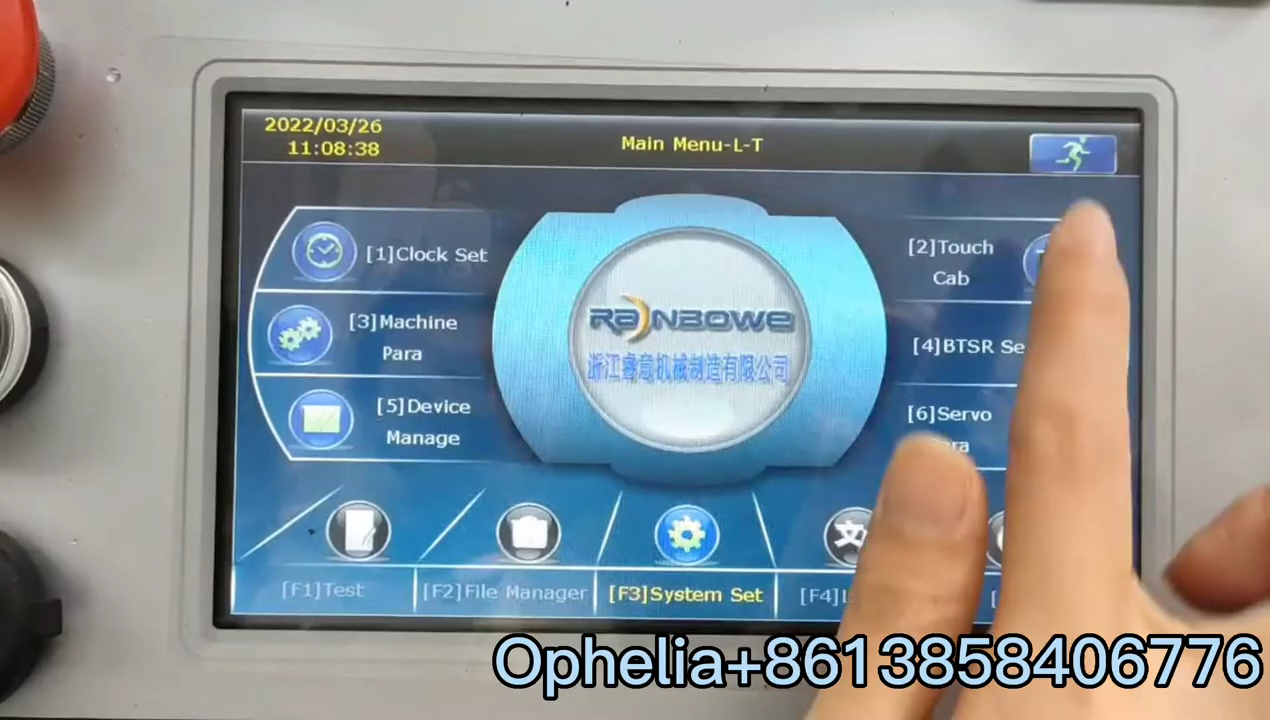 2022/03/26
11:08:38
Main Menu-L-T
[1]Clock Set
[2]Touch
Cab
[3]Machine
Para
[4]BTSR
[5]Device
Manage
[6]Servo
RAINBOWE
浙江睿意机械制造有限公司
[F1]Test
[F2]File Manager
[F3]System Set
[F4]
Ophelia+8613858406776